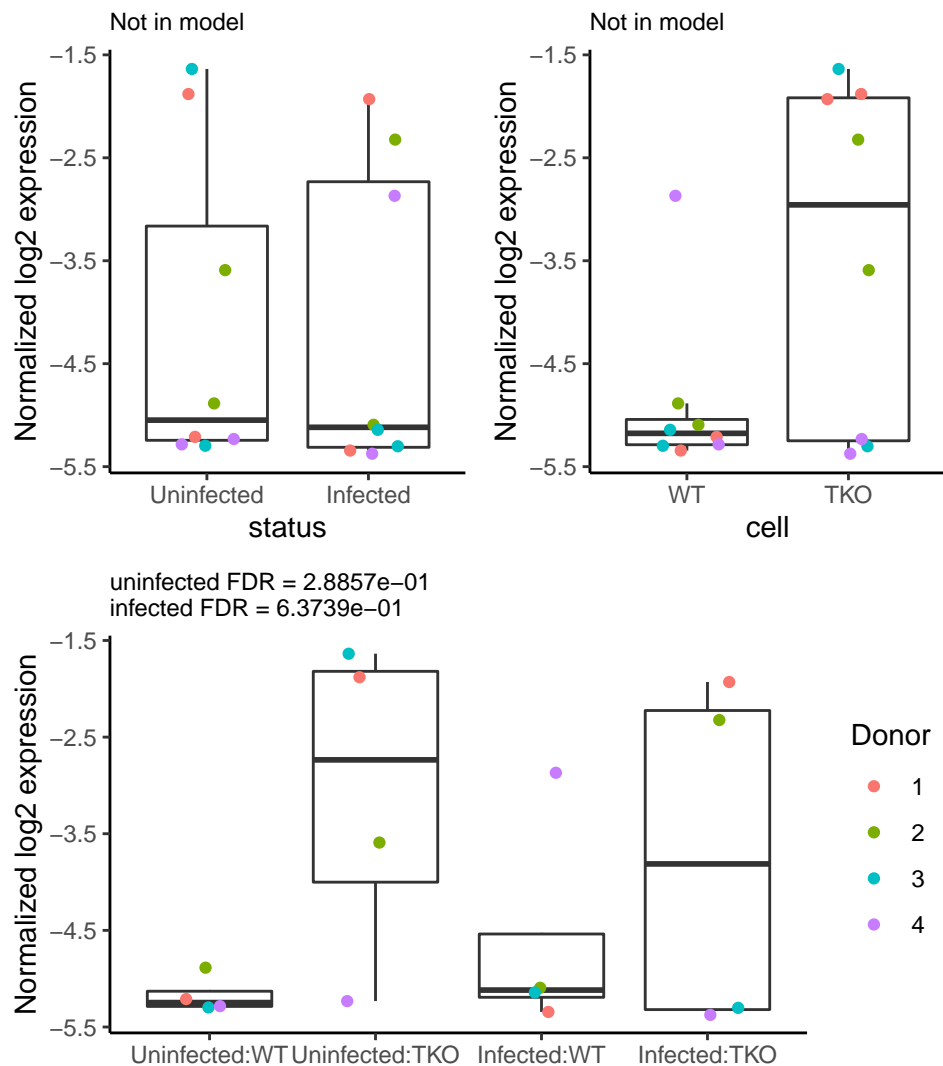 Not in model
Normalized log2 expression
−1.5
−2.5
−3.5
−4.5
−5.5
Uninfected Infected
status
Not in model
Normalized log2 expression
−1.5
−2.5
−3.5
−4.5
−5.5
WT TKO
cell
uninfected FDR = 2.8857e−01
infected FDR = 6.3739e−01
Normalized log2 expression
−1.5
−2.5
−3.5
−4.5
−5.5
Uninfected:WT Uninfected:TKO Infected:WT Infected:TKO
Donor
1
2
3
4